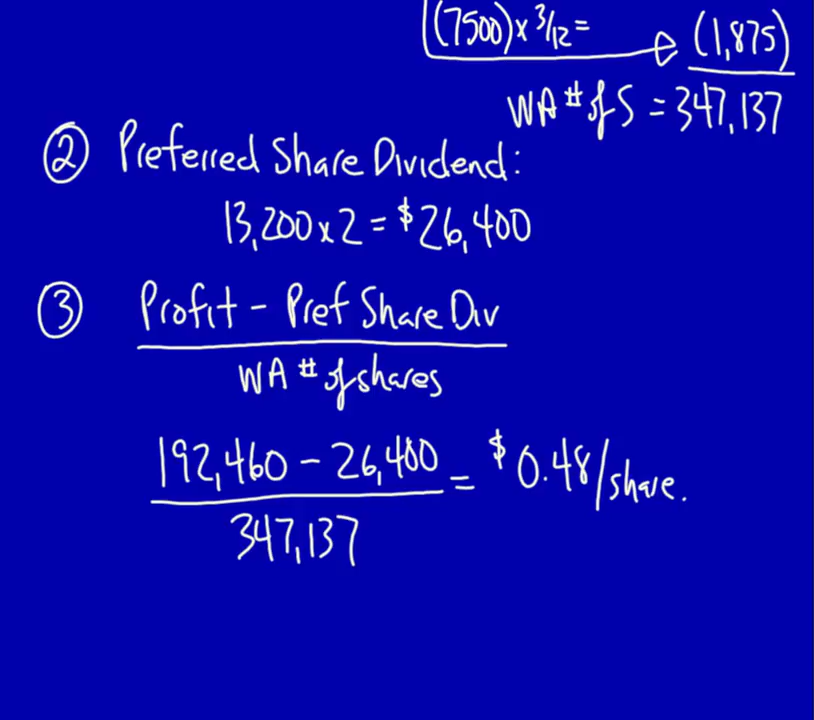 (7500) x 3/12 = (1,875)
WA # of S = 347,137
② Preferred Share Dividend:
13,200 x 2 = $26,400
③ Profit - Pref Share Div
WA # of shares
192,460 - 26,400 = $0.48/share.
347,137